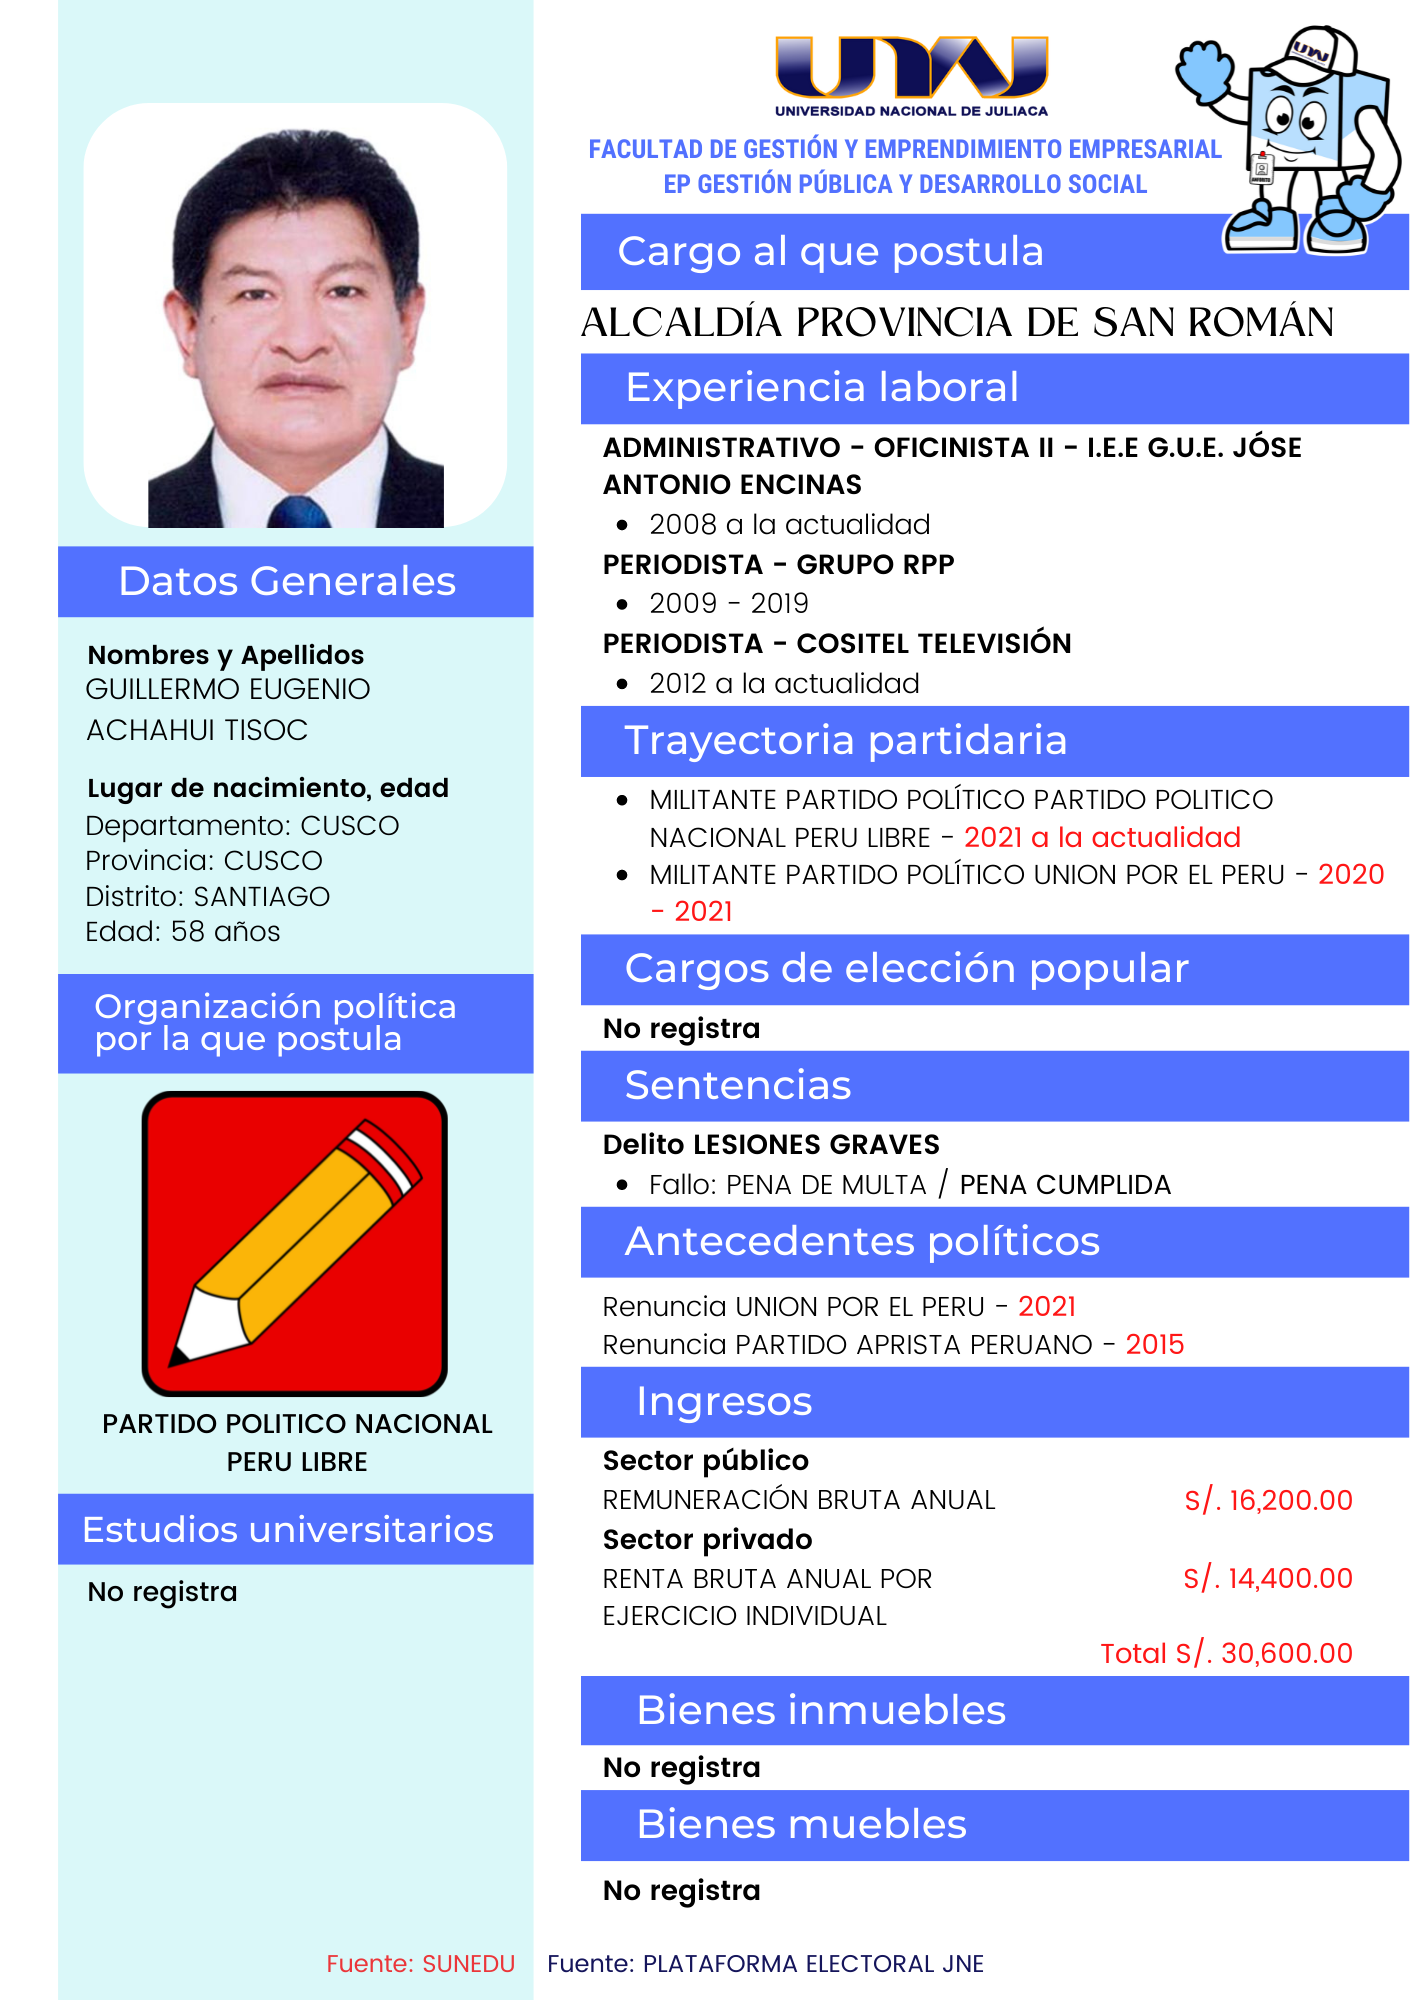 Datos Generales
Nombres y Apellidos
GUILLERMO EUGENIO
ACHAHUI TISOC
Lugar de nacimiento, edad
Departamento: CUSCO
Provincia: CUSCO
Distrito: SANTIAGO
Edad: 58 años
Organización política
por la que postula
PARTIDO POLITICO NACIONAL
PERU LIBRE
Estudios universitarios
No registra
Fuente: SUNEDU
UNAJ
UNIVERSIDAD NACIONAL DE JULIACA
UNAJ
ANFORITO
FACULTAD DE GESTIÓN Y EMPRENDIMIENTO EMPRESARIAL
EP GESTIÓN PÚBLICA Y DESARROLLO SOCIAL
Cargo al que postula
ALCALDÍA PROVINCIA DE SAN ROMÁN
Experiencia laboral
ADMINISTRATIVO - OFICINISTA II - I.E.E G.U.E. JÓSE
ANTONIO ENCINAS
• 2008 a la actualidad
PERIODISTA - GRUPO RPP
• 2009 - 2019
PERIODISTA - COSITEL TELEVISIÓN
• 2012 a la actualidad
Trayectoria partidaria
• MILITANTE PARTIDO POLÍTICO PARTIDO POLITICO
NACIONAL PERU LIBRE - 2021 a la actualidad
• MILITANTE PARTIDO POLÍTICO UNION POR EL PERU - 2020
- 2021
Cargos de elección popular
No registra
Sentencias
Delito LESIONES GRAVES
• Fallo: PENA DE MULTA / PENA CUMPLIDA
Antecedentes políticos
Renuncia UNION POR EL PERU - 2021
Renuncia PARTIDO APRISTA PERUANO - 2015
Ingresos
Sector público
REMUNERACIÓN BRUTA ANUAL S/. 16,200.00
Sector privado
RENTA BRUTA ANUAL POR S/. 14,400.00
EJERCICIO INDIVIDUAL
Total S/. 30,600.00
Bienes inmuebles
No registra
Bienes muebles
No registra
Fuente: PLATAFORMA ELECTORAL JNE